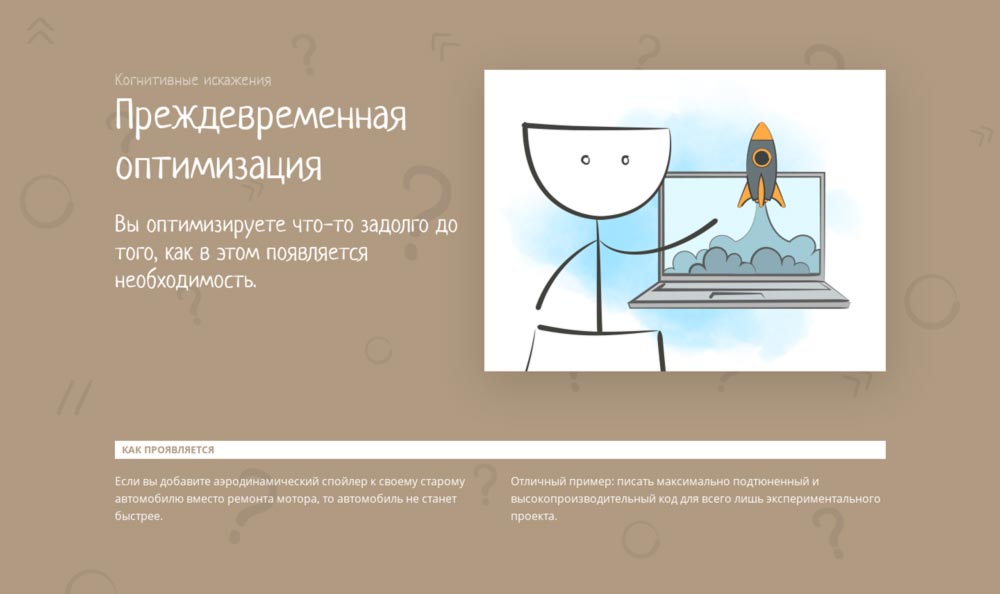 Когнитивные искажения
Преждевременная
оптимизация
Вы оптимизируете что-то задолго до
того, как в этом появляется
необходимость.
КАК ПРОЯВЛЯЕТСЯ
Если вы добавите аэродинамический спойлер к своему старому
автомобилю вместо ремонта мотора, то автомобиль не станет
быстрее.
Отличный пример: писать максимально подтюненный и
высокопроизводительный код для всего лишь экспериментального
проекта.